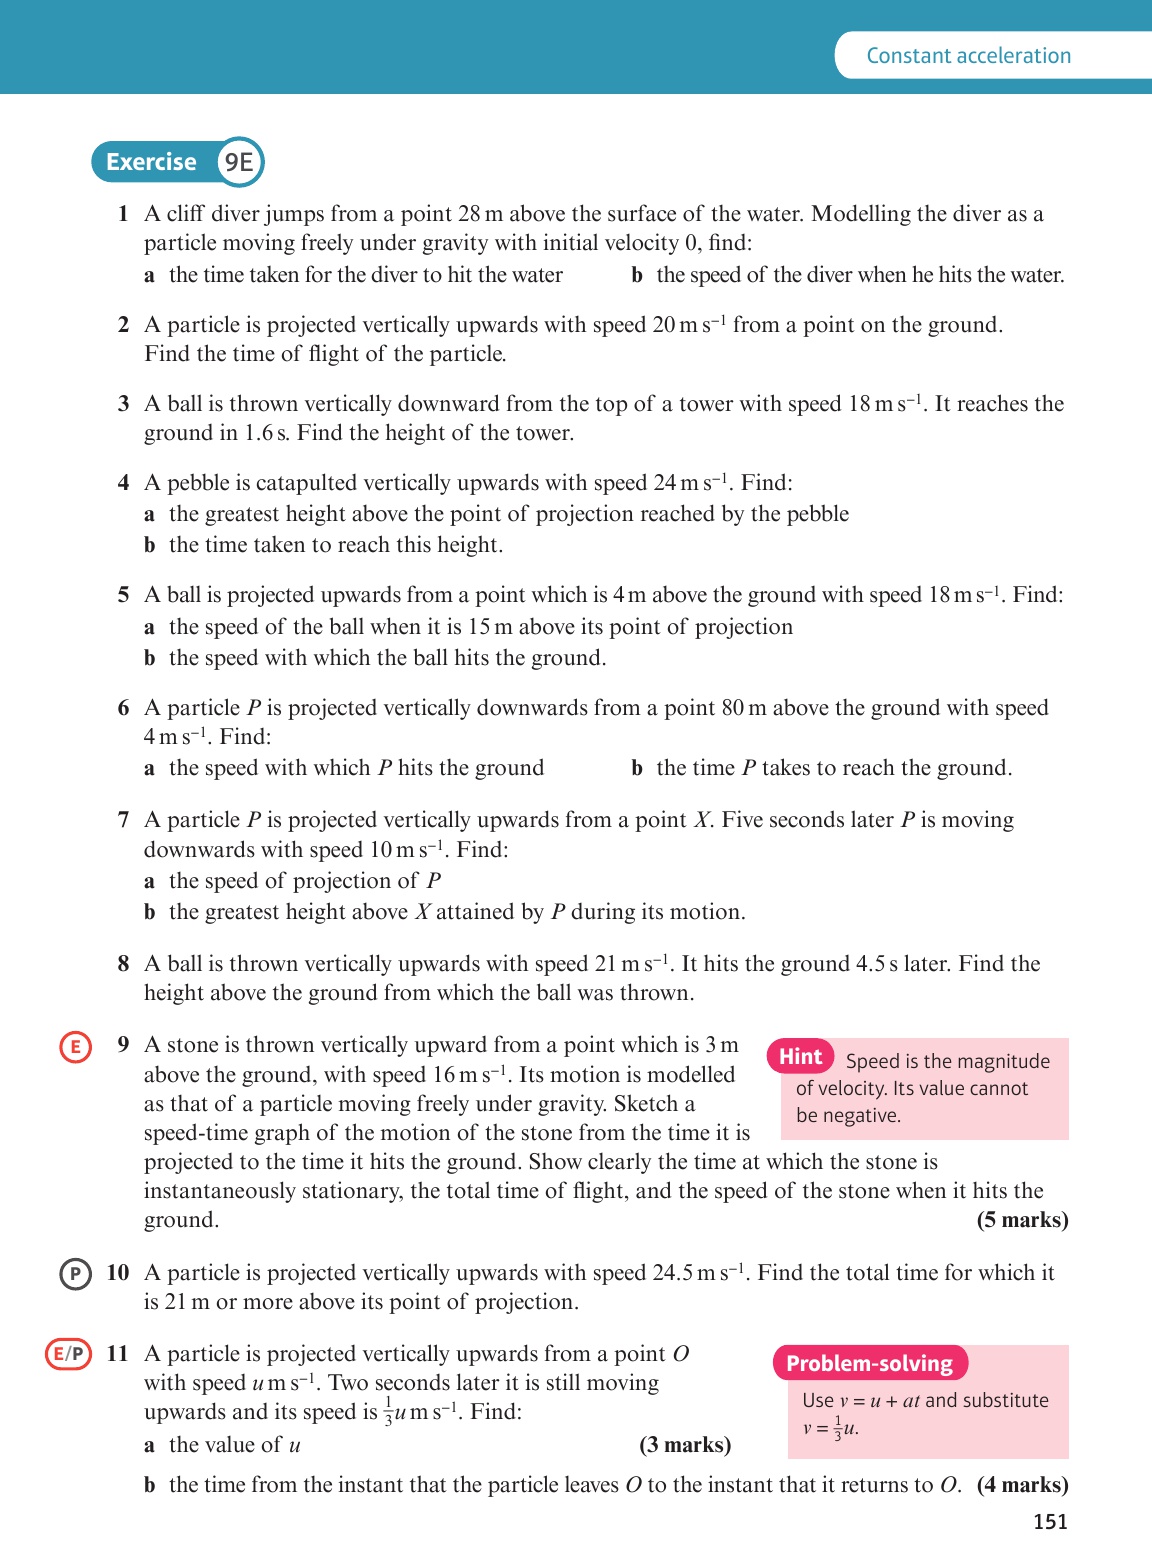 Constant acceleration
Exercise 9E
1 A cliff diver jumps from a point 28 m above the surface of the water. Modelling the diver as a
particle moving freely under gravity with initial velocity 0, find:
a the time taken for the diver to hit the water b the speed of the diver when he hits the water.
2 A particle is projected vertically upwards with speed 20 m s⁻¹ from a point on the ground.
Find the time of flight of the particle.
3 A ball is thrown vertically downward from the top of a tower with speed 18 m s⁻¹. It reaches the
ground in 1.6 s. Find the height of the tower.
4 A pebble is catapulted vertically upwards with speed 24 m s⁻¹. Find:
a the greatest height above the point of projection reached by the pebble
b the time taken to reach this height.
5 A ball is projected upwards from a point which is 4 m above the ground with speed 18 m s⁻¹. Find:
a the speed of the ball when it is 15 m above its point of projection
b the speed with which the ball hits the ground.
6 A particle P is projected vertically downwards from a point 80 m above the ground with speed
4 m s⁻¹. Find:
a the speed with which P hits the ground b the time P takes to reach the ground.
7 A particle P is projected vertically upwards from a point X. Five seconds later P is moving
downwards with speed 10 m s⁻¹. Find:
a the speed of projection of P
b the greatest height above X attained by P during its motion.
8 A ball is thrown vertically upwards with speed 21 m s⁻¹. It hits the ground 4.5 s later. Find the
height above the ground from which the ball was thrown.
E 9 A stone is thrown vertically upward from a point which is 3 m
above the ground, with speed 16 m s⁻¹. Its motion is modelled
as that of a particle moving freely under gravity. Sketch a
speed-time graph of the motion of the stone from the time it is
projected to the time it hits the ground. Show clearly the time at which the stone is
instantaneously stationary, the total time of flight, and the speed of the stone when it hits the
ground. (5 marks)
Hint Speed is the magnitude
of velocity. Its value cannot
be negative.
P 10 A particle is projected vertically upwards with speed 24.5 m s⁻¹. Find the total time for which it
is 21 m or more above its point of projection.
E/P 11 A particle is projected vertically upwards from a point O
with speed u m s⁻¹. Two seconds later it is still moving
upwards and its speed is ⅓u m s⁻¹. Find:
a the value of u (3 marks)
Problem-solving
Use v = u + at and substitute
v = ⅓u.
b the time from the instant that the particle leaves O to the instant that it returns to O. (4 marks)
151